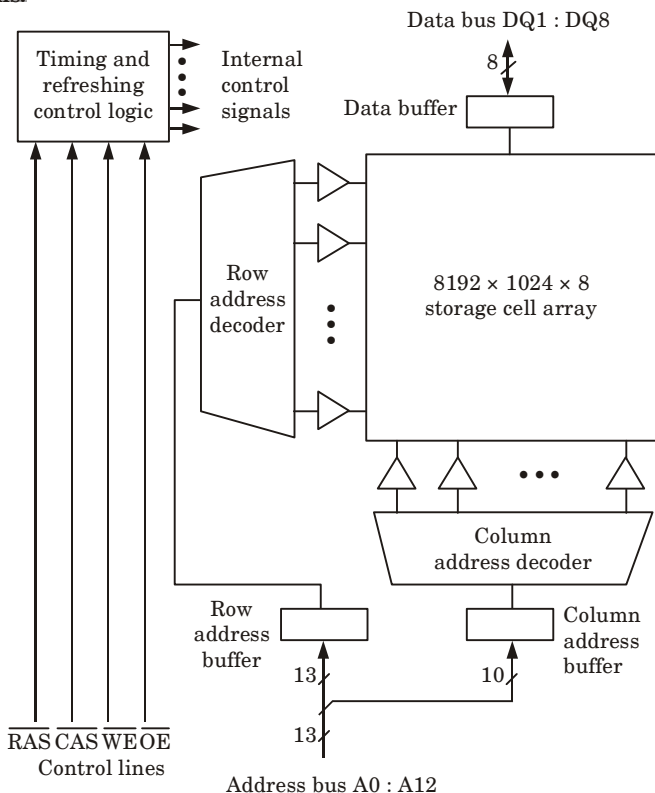 Data bus DQ1 : DQ8
8
Data buffer
Timing and
refreshing
control logic
Internal
control
signals
Row
address
decoder
8192 × 1024 × 8
storage cell array
Column
address decoder
Row
address
buffer
Column
address
buffer
13
10
13
RAS CAS WE OE
Control lines
Address bus A0 : A12